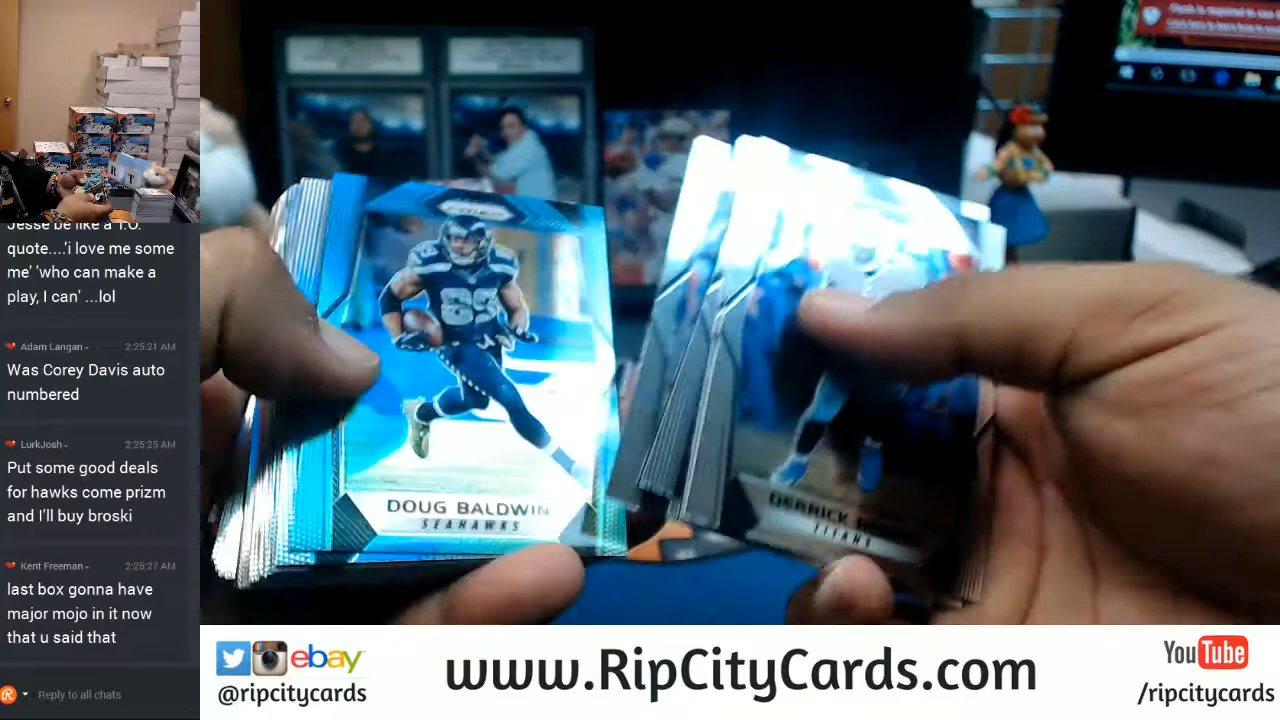 Jesse be like a T.O.
quote....'i love me some
me' 'who can make a
play, I can' ...lol
Adam Langan 2:25:21 AM
Was Corey Davis auto
numbered
LurkJosh 2:25:25 AM
Put some good deals
for hawks come prizm
and I'll buy broski
Kent Freeman 2:25:27 AM
last box gonna have
major mojo in it now
that u said that
Reply to all chats
PRIZM
89
DOUG BALDWIN
SEAHAWKS
DERRICK
TITANS
ebay
@ripcitycards
www.RipCityCards.com
YouTube
/ripcitycards